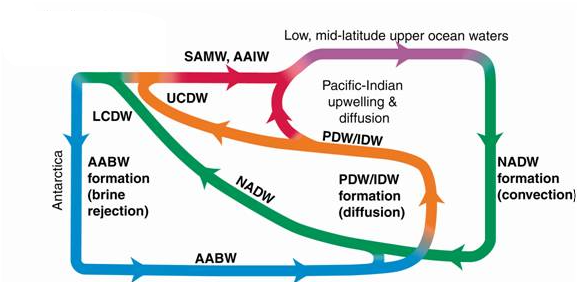 Low, mid-latitude upper ocean waters
SAMW, AAIW
UCDW
Pacific-Indian
upwelling &
diffusion
LCDW
PDW/IDW
Antarctica
AABW
formation
(brine
rejection)
NADW
PDW/IDW
formation
(diffusion)
NADW
formation
(convection)
AABW